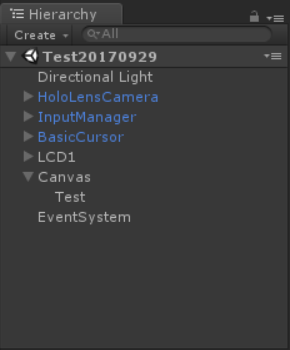 Hierarchy
Create All
Test20170929
Directional Light
HoloLensCamera
InputManager
BasicCursor
LCD1
Canvas
Test
EventSystem